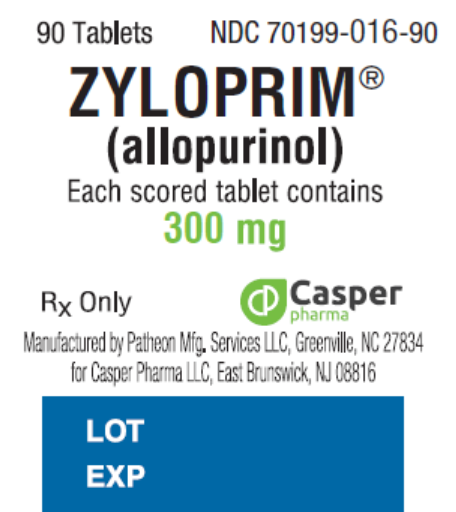 90 Tablets NDC 70199-016-90
ZYLOPRIM®
(allopurinol)
Each scored tablet contains
300 mg
Rx Only
Casper
pharma
Manufactured by Patheon Mfg. Services LLC, Greenville, NC 27834
for Casper Pharma LLC, East Brunswick, NJ 08816
LOT
EXP